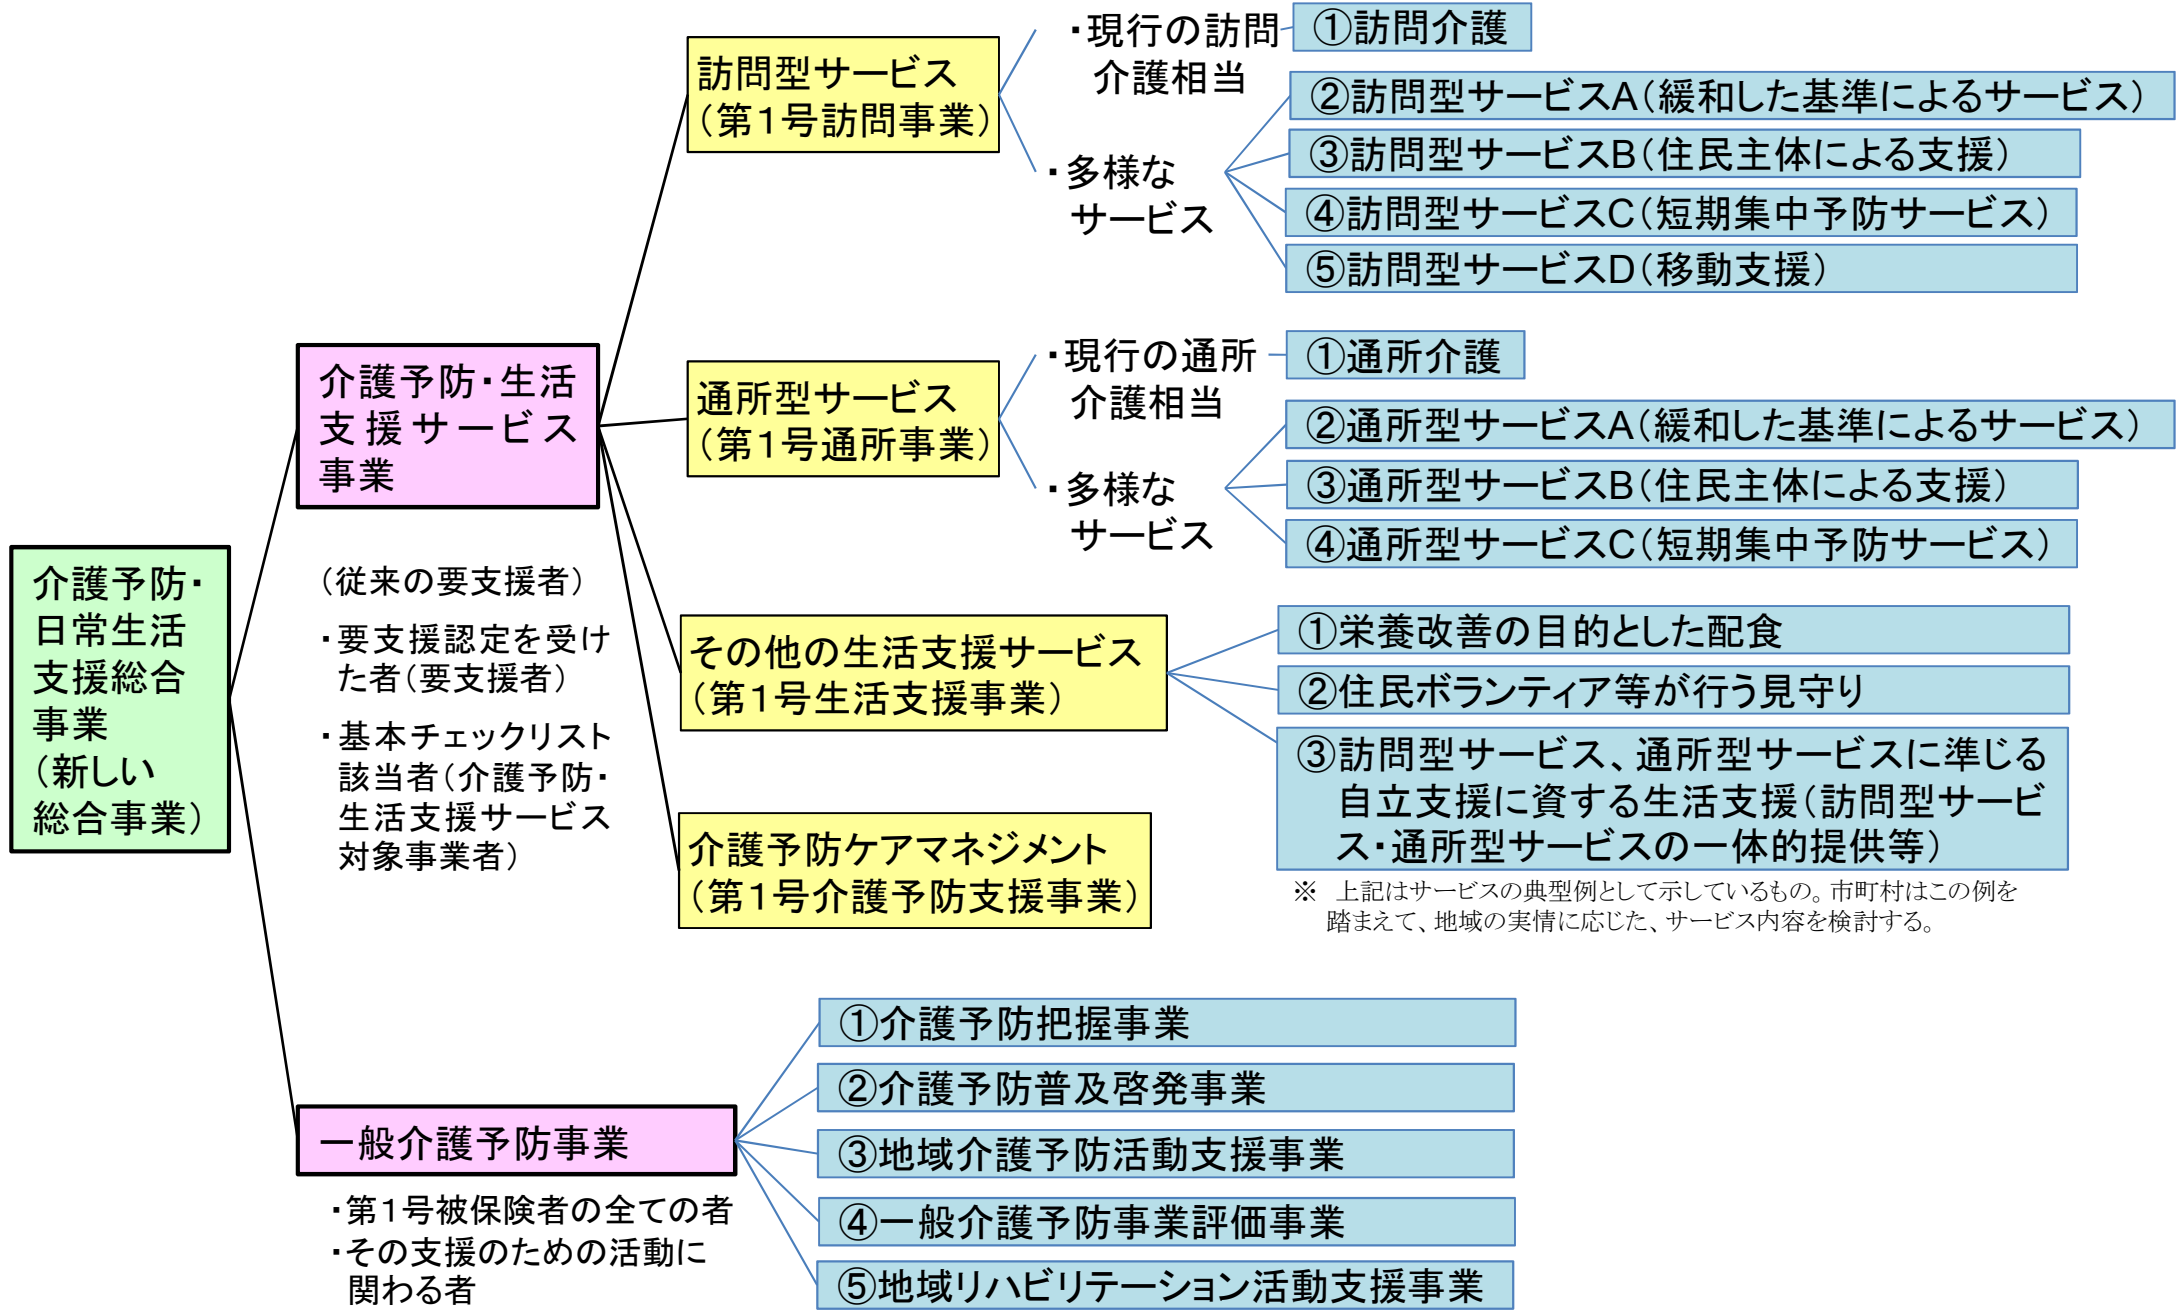 介護予防・
日常生活
支援総合
事業
（新しい
総合事業）
介護予防・生活
支援サービス
事業
（従来の要支援者）
・要支援認定を受け
た者（要支援者）
・基本チェックリスト
該当者（介護予防・
生活支援サービス
対象事業者）
訪問型サービス
（第１号訪問事業）
・現行の訪問
介護相当
①訪問介護
・多様な
サービス
②訪問型サービスA（緩和した基準によるサービス）
③訪問型サービスB（住民主体による支援）
④訪問型サービスC（短期集中予防サービス）
⑤訪問型サービスD（移動支援）
通所型サービス
（第１号通所事業）
・現行の通所
介護相当
①通所介護
・多様な
サービス
②通所型サービスA（緩和した基準によるサービス）
③通所型サービスB（住民主体による支援）
④通所型サービスC（短期集中予防サービス）
その他の生活支援サービス
（第１号生活支援事業）
①栄養改善の目的とした配食
②住民ボランティア等が行う見守り
③訪問型サービス、通所型サービスに準じる
自立支援に資する生活支援（訪問型サービ
ス・通所型サービスの一体的提供等）
※　上記はサービスの典型例として示しているもの。市町村はこの例を
踏まえて、地域の実情に応じた、サービス内容を検討する。
介護予防ケアマネジメント
（第１号介護予防支援事業）
一般介護予防事業
・第１号被保険者の全ての者
・その支援のための活動に
関わる者
①介護予防把握事業
②介護予防普及啓発事業
③地域介護予防活動支援事業
④一般介護予防事業評価事業
⑤地域リハビリテーション活動支援事業